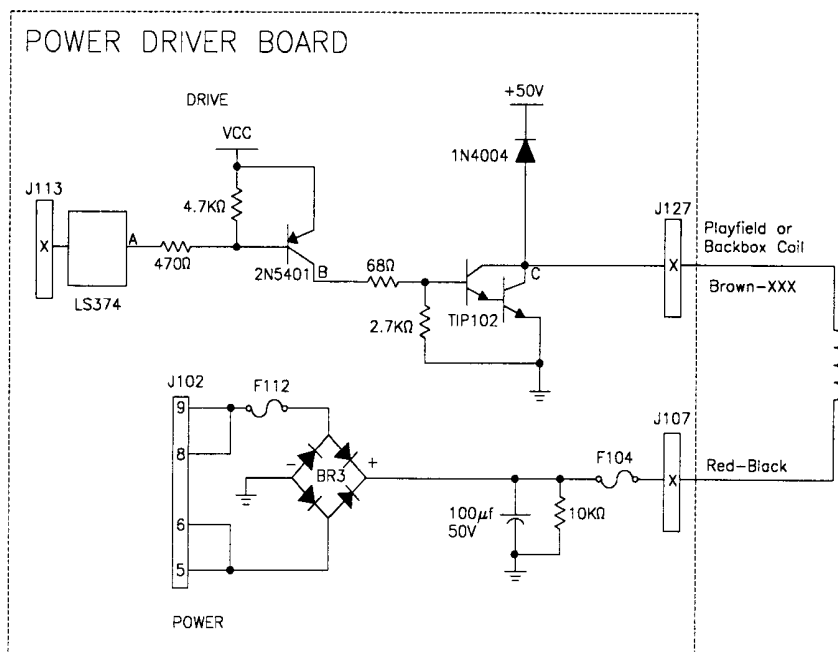 POWER DRIVER BOARD
DRIVE
+50V
VCC
1N4004
J113
4.7KΩ
J127
Playfield or
Backbox Coil
X
A
470Ω
2N5401
B
68Ω
C
X
Brown-XXX
LS374
2.7KΩ
TIP102
J102
F112
J107
9
8
-
BR3
+
F104
X
Red-Black
6
5
100µf
50V
10KΩ
POWER